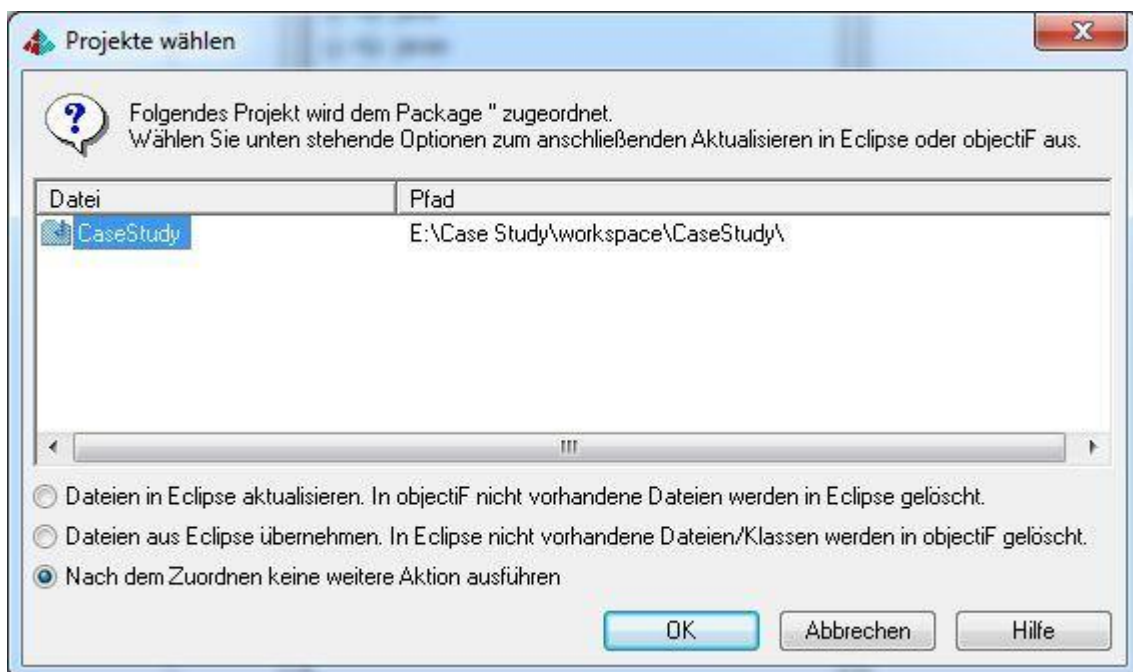 Projekte wählen
Folgendes Projekt wird dem Package '' zugeordnet.
Wählen Sie unten stehende Optionen zum anschließenden Aktualisieren in Eclipse oder objectiF aus.
Datei Pfad
CaseStudy E:\Case Study\workspace\CaseStudy\
Dateien in Eclipse aktualisieren. In objectiF nicht vorhandene Dateien werden in Eclipse gelöscht.
Dateien aus Eclipse übernehmen. In Eclipse nicht vorhandene Dateien/Klassen werden in objectiF gelöscht.
Nach dem Zuordnen keine weitere Aktion ausführen
OK Abbrechen Hilfe